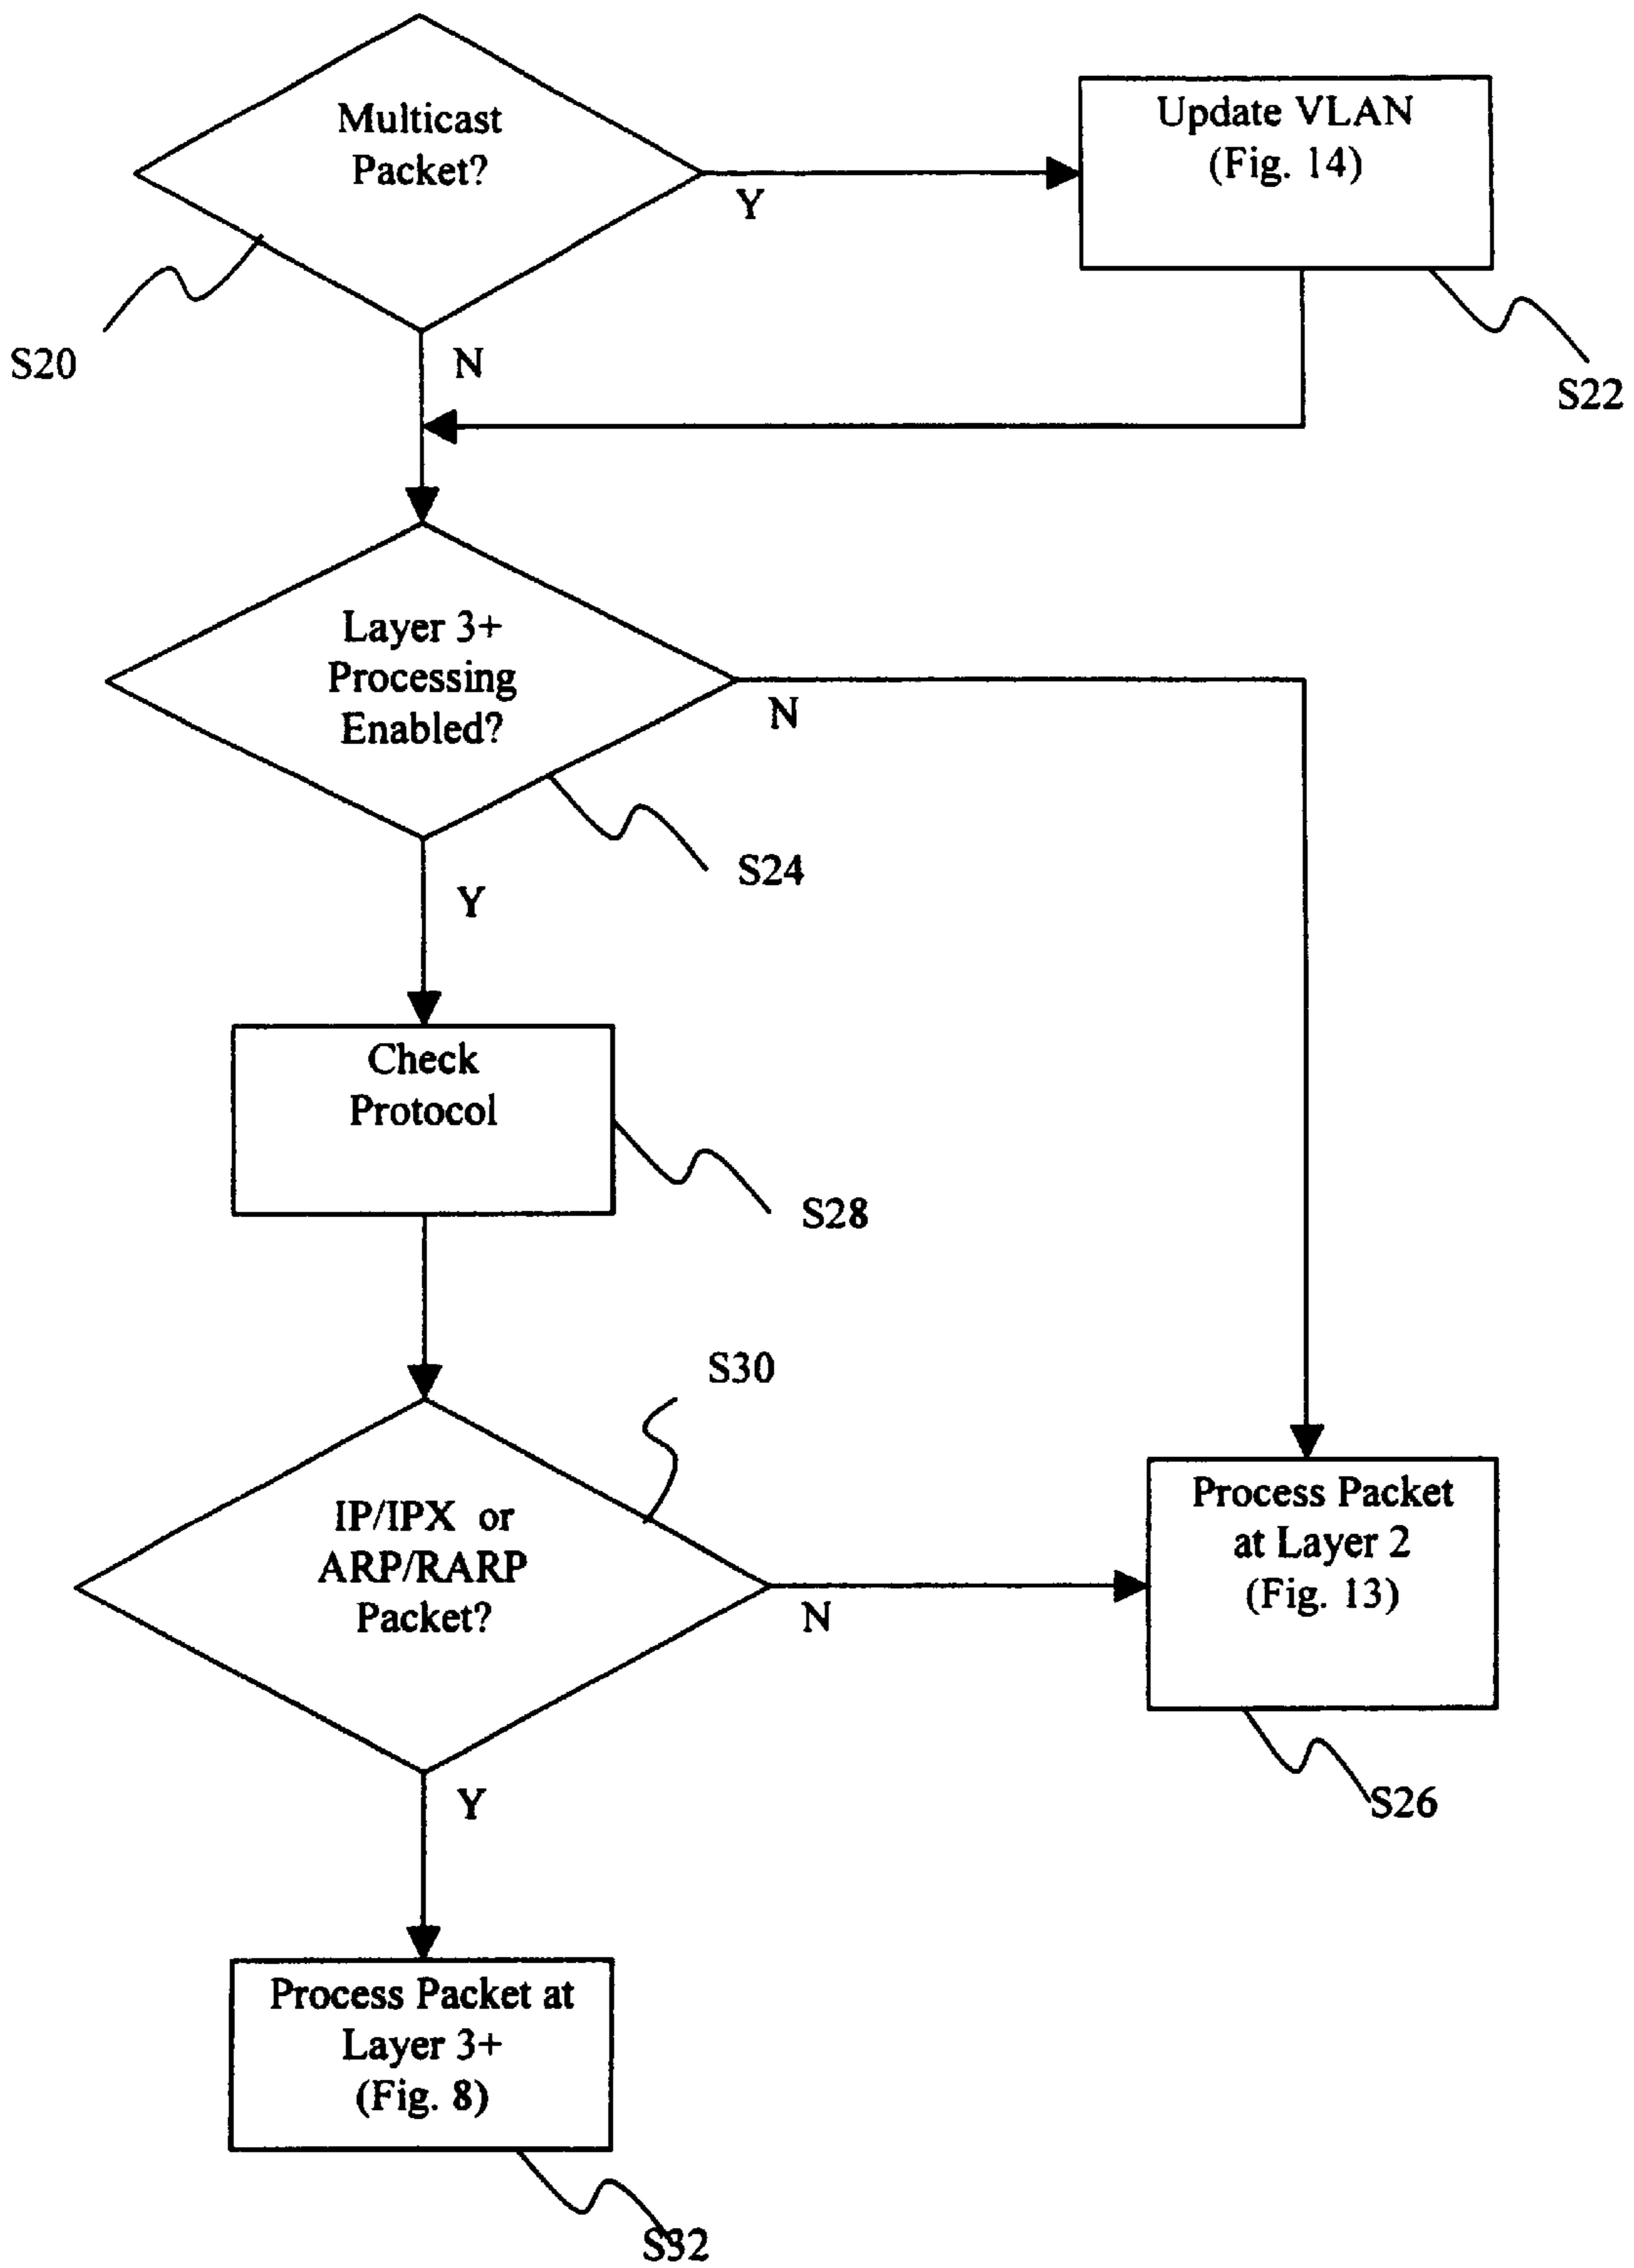 Multicast
Packet?
Y
Update VLAN
(Fig. 14)
S20
N
S22
Layer 3+
Processing
Enabled?
N
S24
Y
Check
Protocol
S28
S30
IP/IPX or
ARP/RARP
Packet?
N
Process Packet
at Layer 2
(Fig. 13)
S26
Y
Process Packet at
Layer 3+
(Fig. 8)
S32